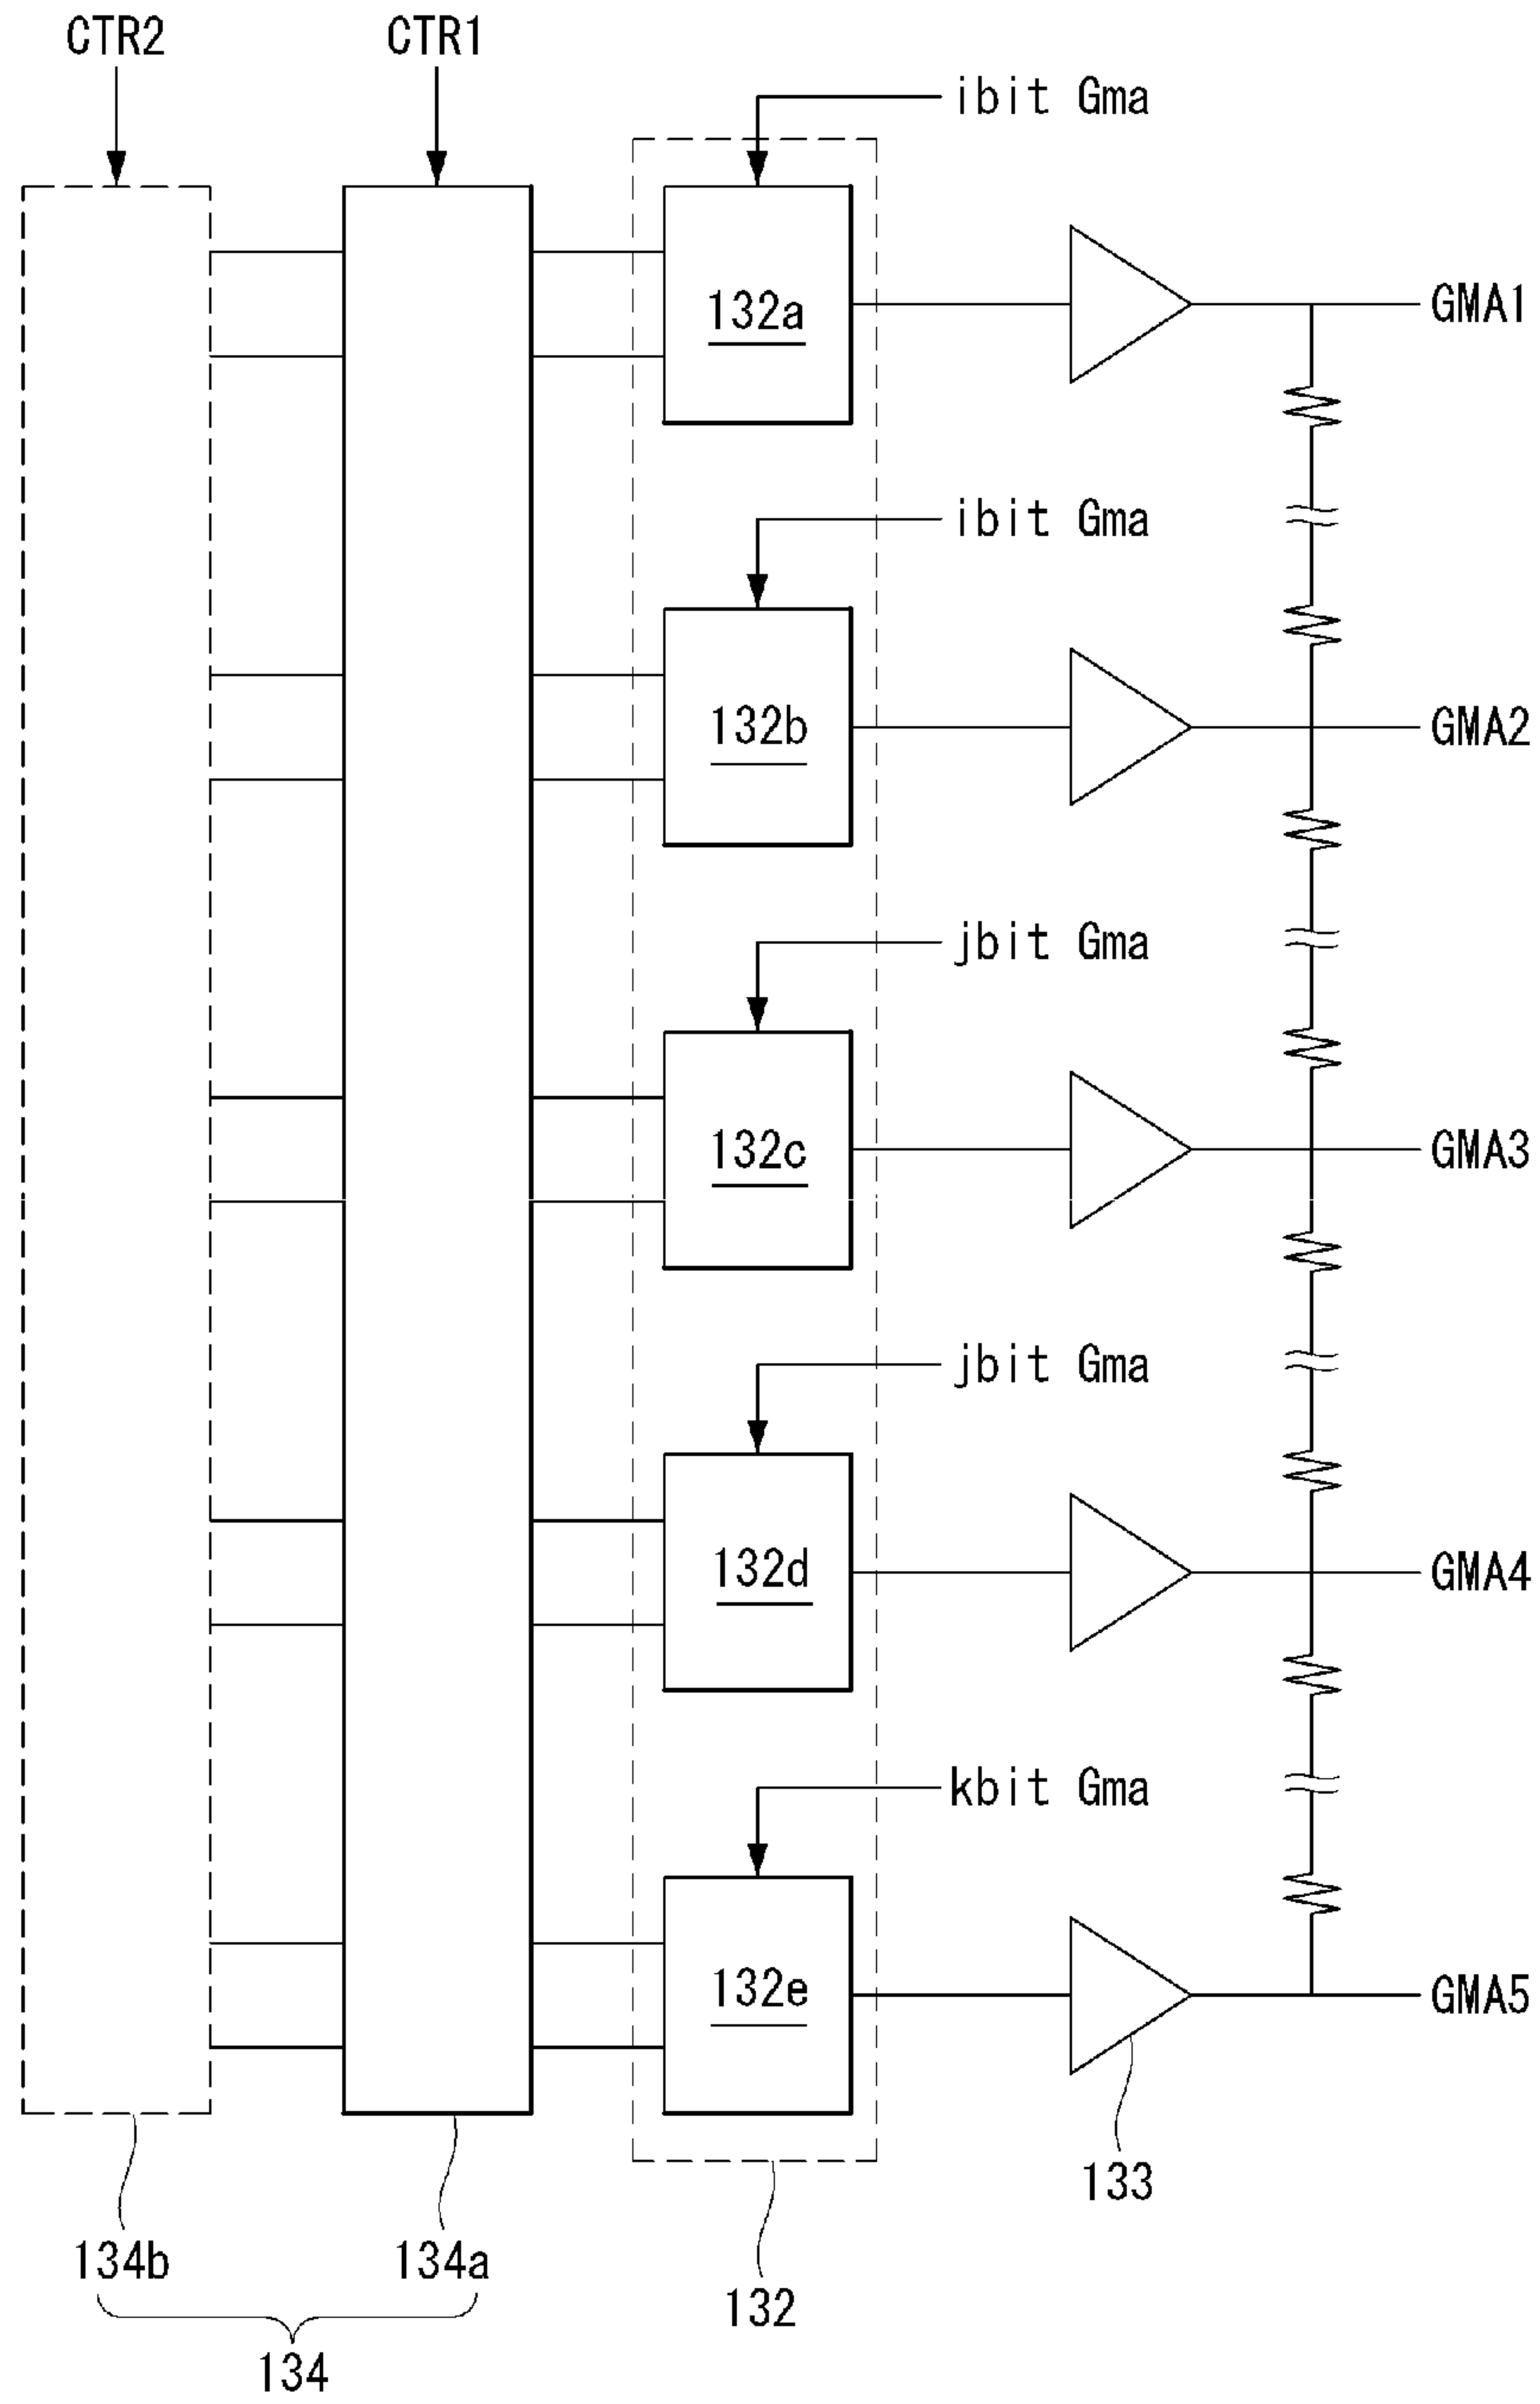 CTR2
CTR1
ibit Gma
132a
GMA1
ibit Gma
132b
GMA2
jbit Gma
132c
GMA3
jbit Gma
132d
GMA4
kbit Gma
132e
GMA5
133
134b
134a
132
134